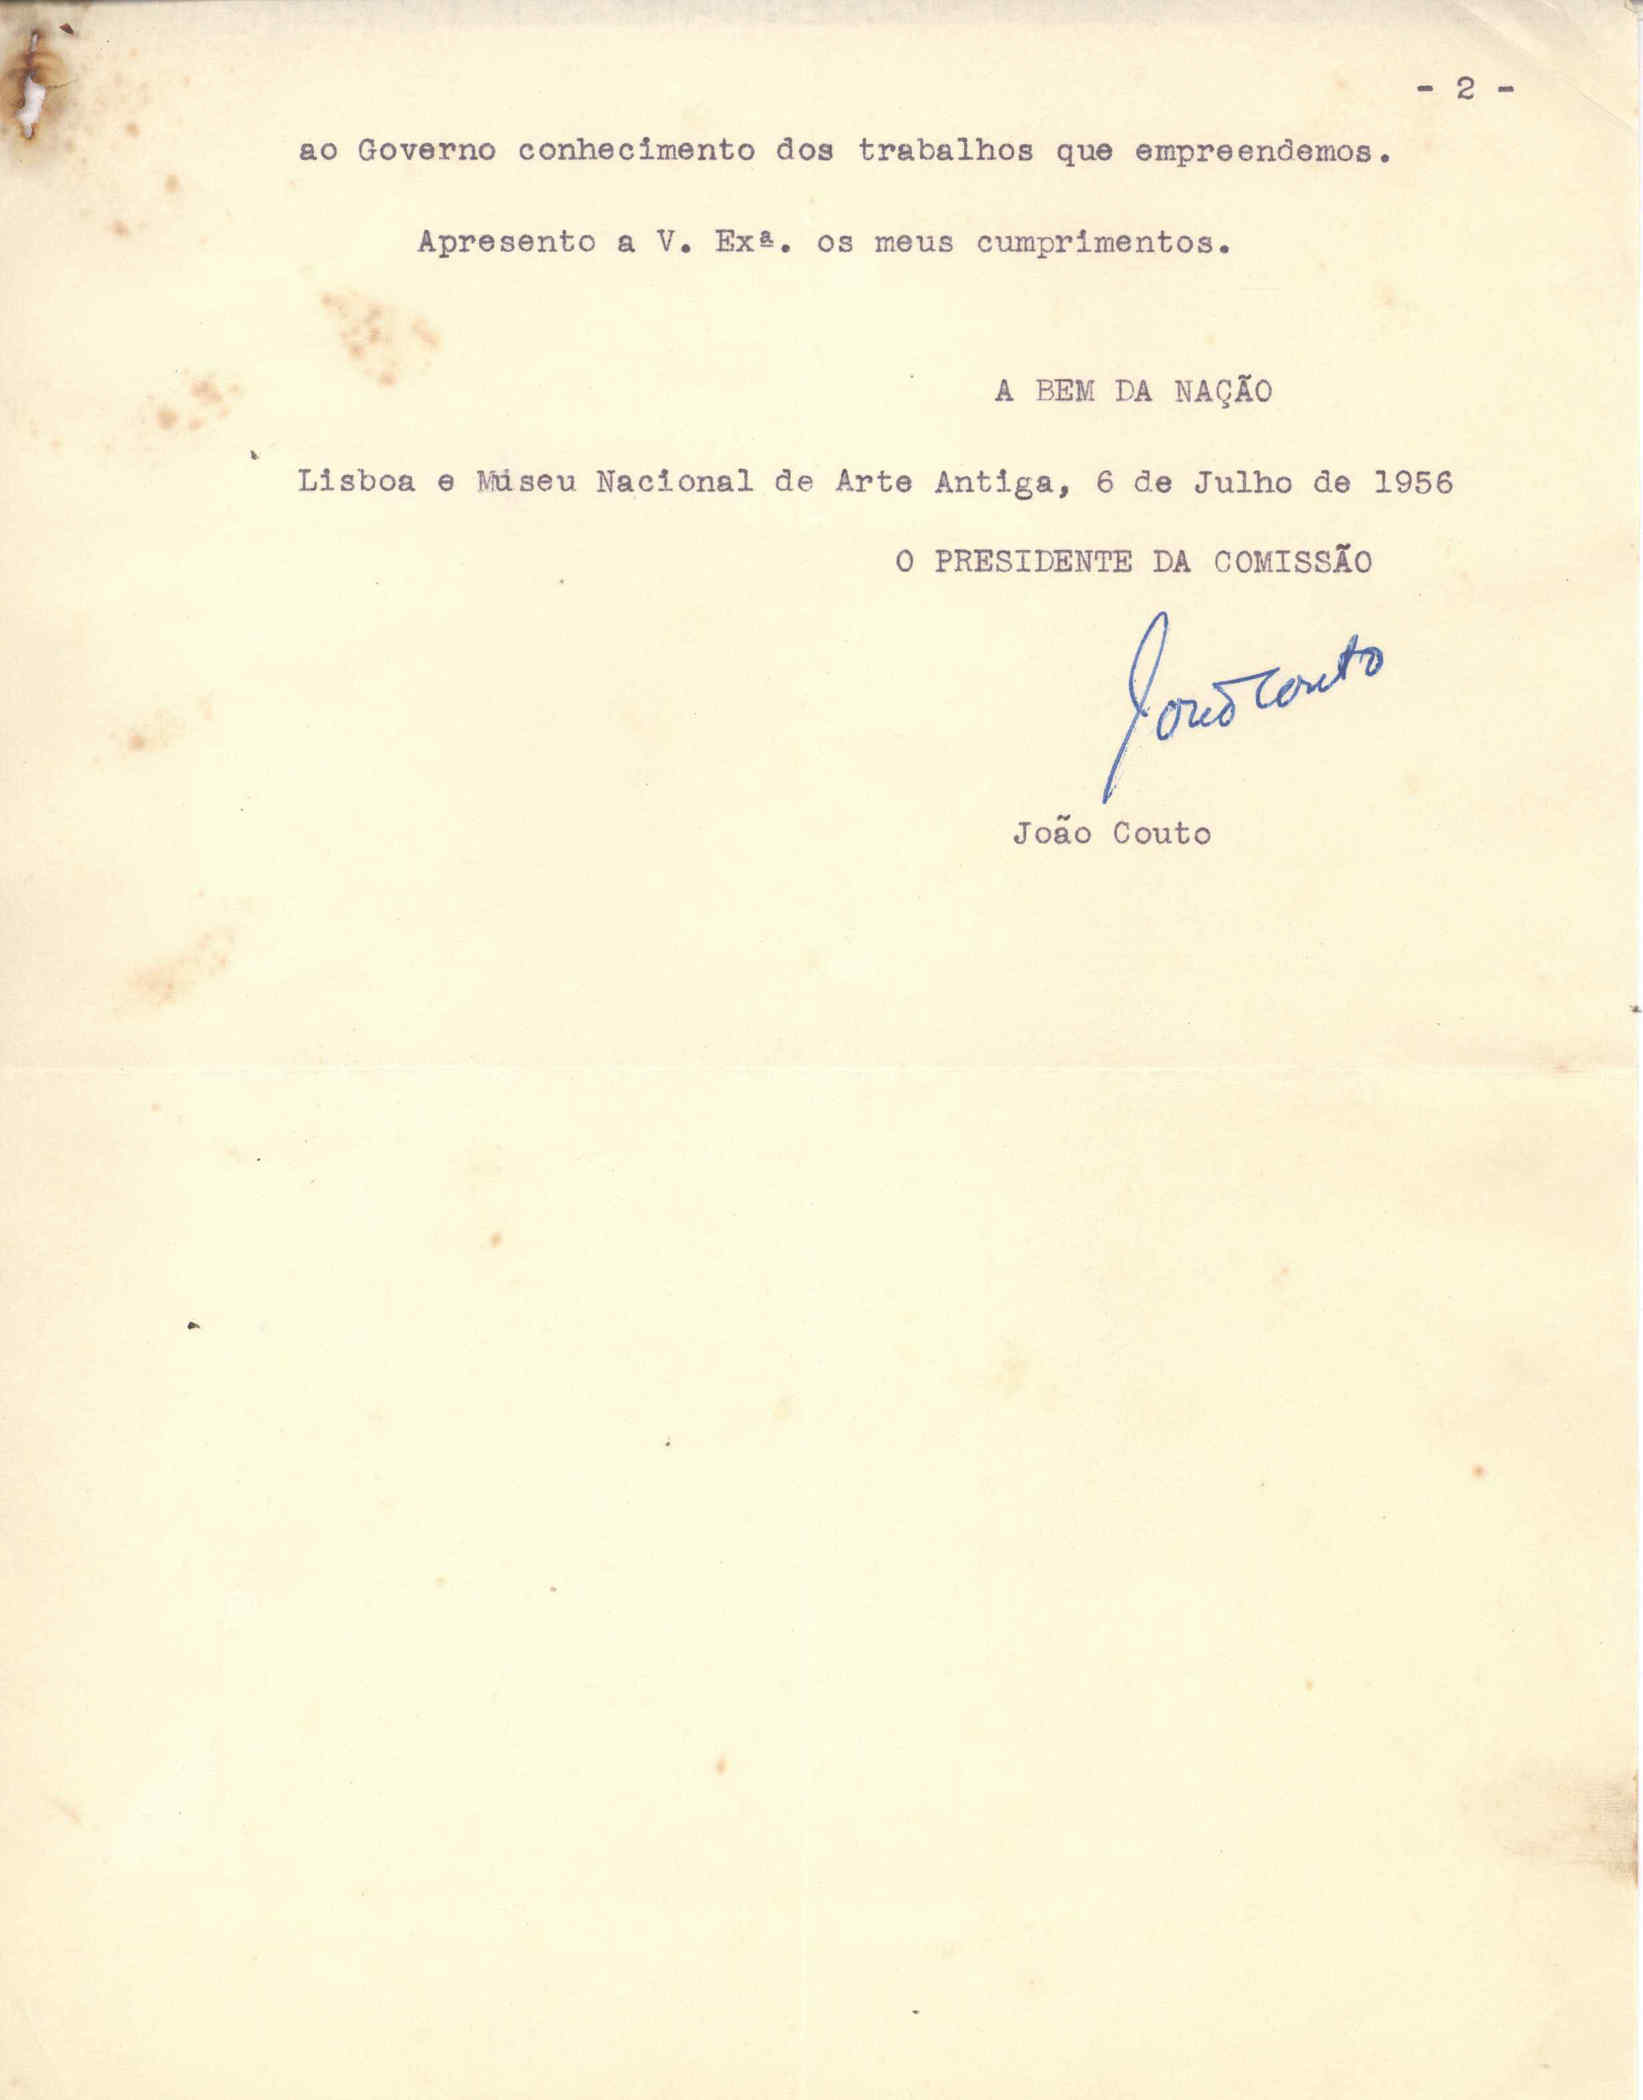 - 2 -
ao Governo conhecimento dos trabalhos que empreendemos.
Apresento a V. Exª. os meus cumprimentos.
A BEM DA NAÇÃO
Lisboa e Museu Nacional de Arte Antiga, 6 de Julho de 1956
O PRESIDENTE DA COMISSÃO
João Couto
João Couto